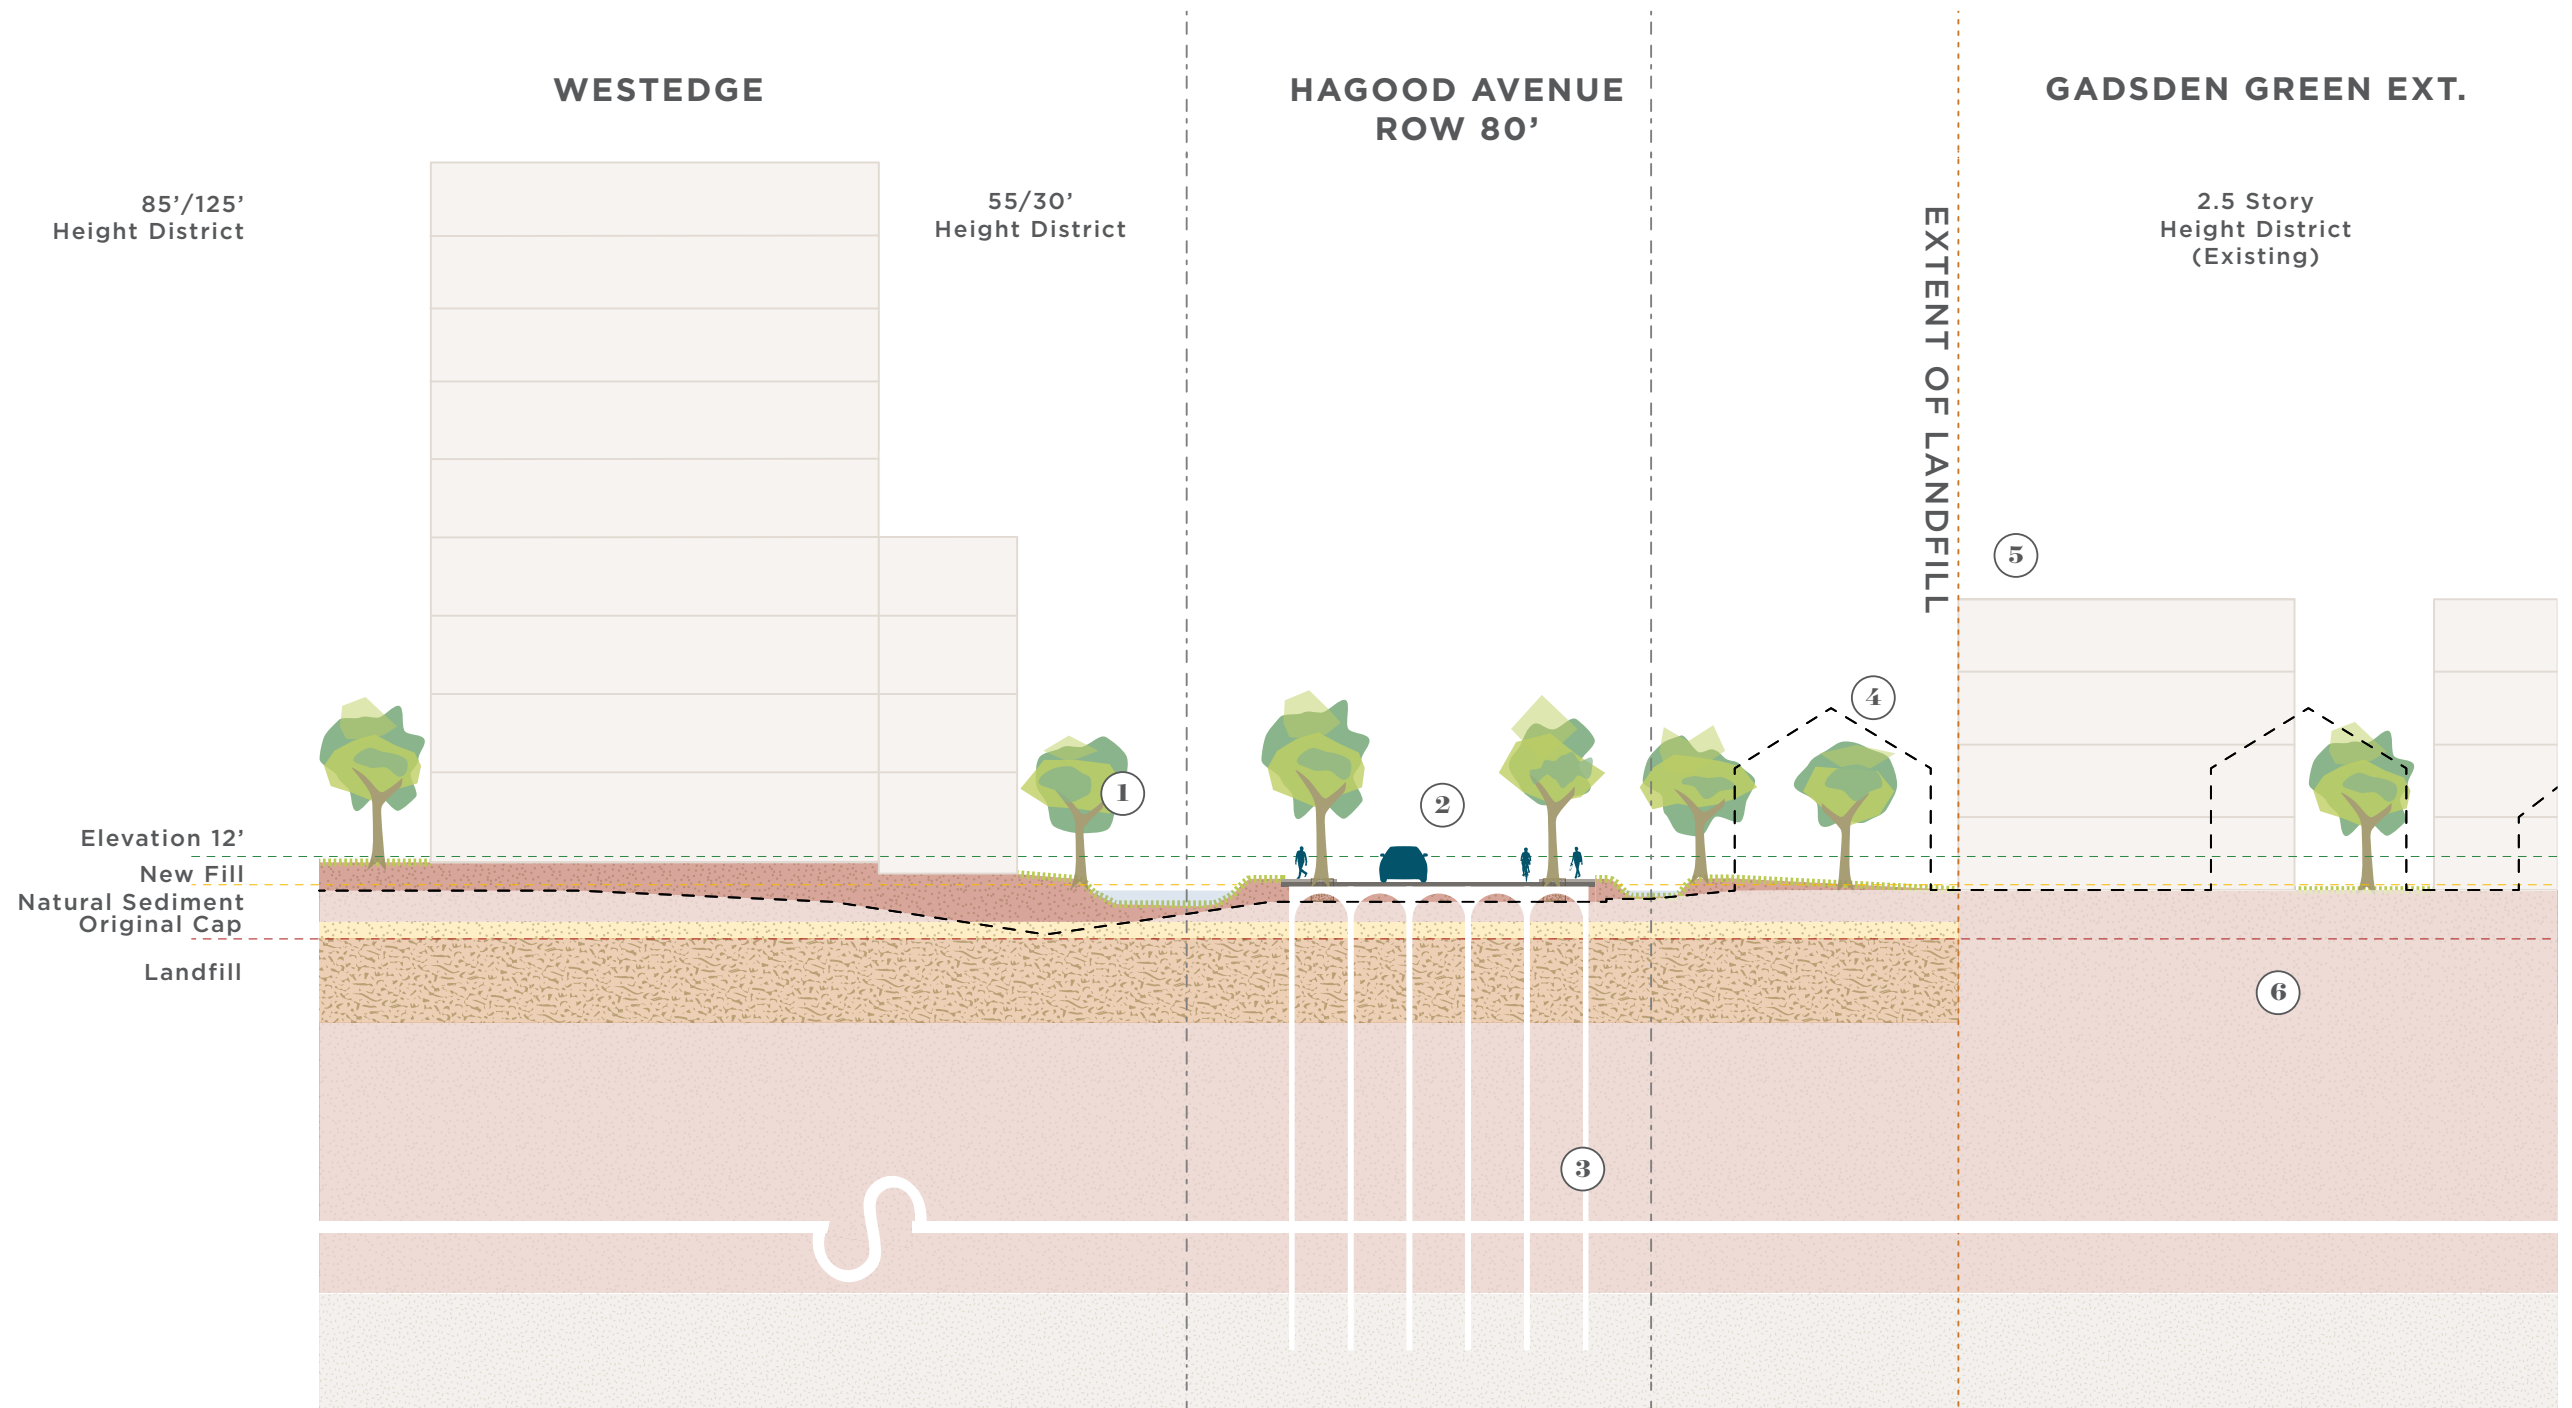 WESTEDGE
HAGOOD AVENUE
ROW 80’
GADSDEN GREEN EXT.
85’/125’
Height District
55/30’
Height District
2.5 Story
Height District
(Existing)
EXTENT OF LANDFILL
5
4
1
2
Elevation 12’
New Fill
Natural Sediment
Original Cap
Landfill
6
3